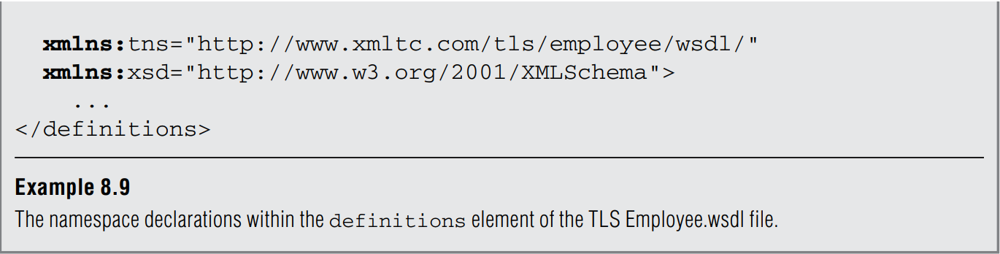 xmlns:tns="http://www.xmltc.com/tls/employee/wsdl/"
xmlns:xsd="http://www.w3.org/2001/XMLSchema">
...
</definitions>
Example 8.9
The namespace declarations within the definitions element of the TLS Employee.wsdl file.